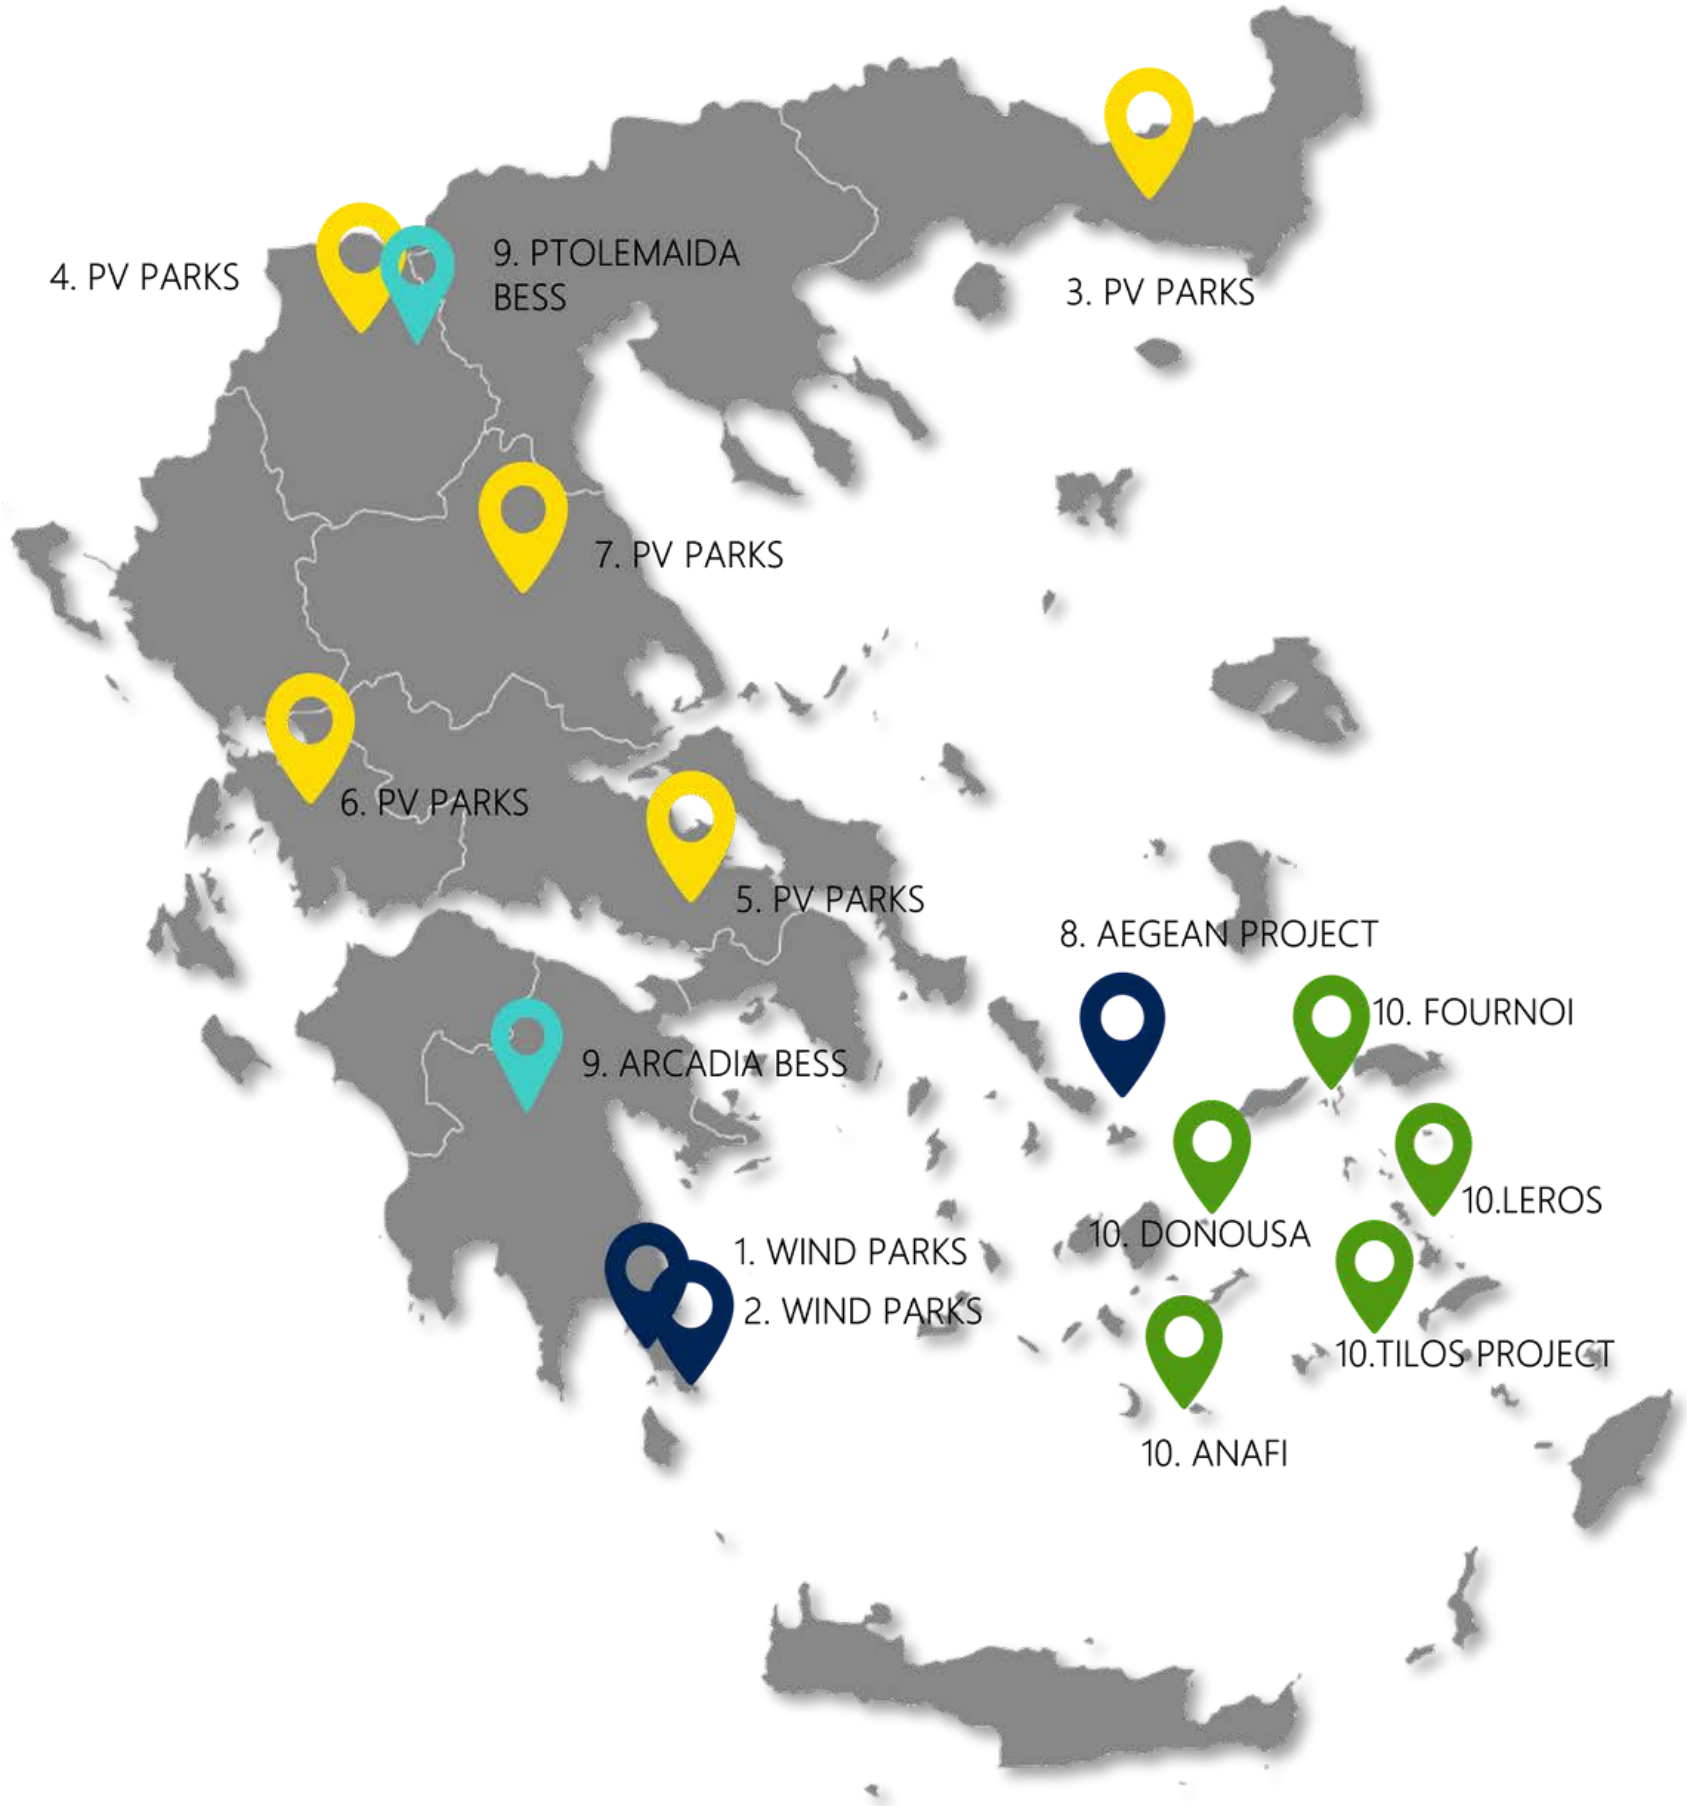 9. PTOLEMAIDA
BESS
4. PV PARKS
3. PV PARKS
7. PV PARKS
6. PV PARKS
5. PV PARKS
8. AEGEAN PROJECT
10. FOURNOI
9. ARCADIA BESS
10.LEROS
10. DONOUSA
1. WIND PARKS
2. WIND PARKS
10.TILOS PROJECT
10. ANAFI